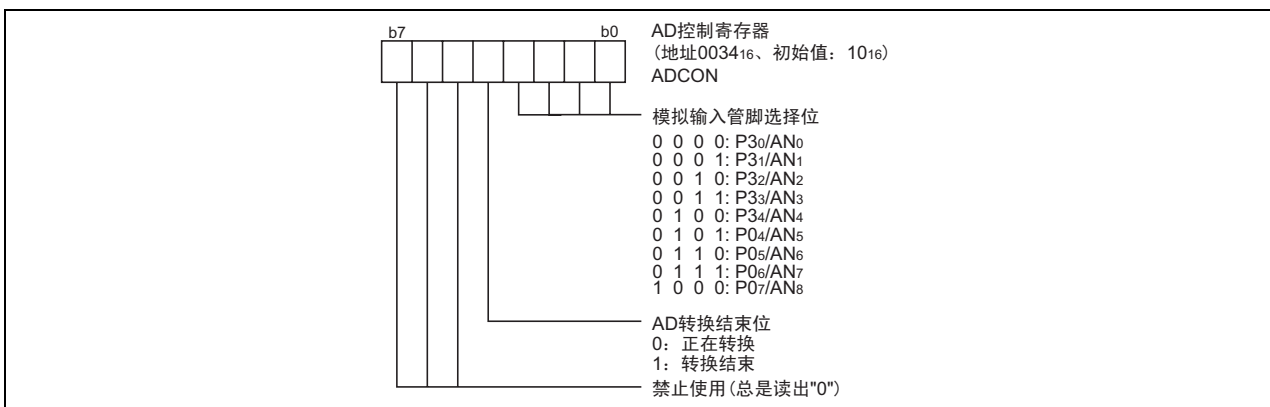 b7 b0 AD控制寄存器
(地址003416、初始值：1016)
ADCON
模拟输入管脚选择位
0 0 0 0: P30/AN0
0 0 0 1: P31/AN1
0 0 1 0: P32/AN2
0 0 1 1: P33/AN3
0 1 0 0: P34/AN4
0 1 0 1: P04/AN5
0 1 1 0: P05/AN6
0 1 1 1: P06/AN7
1 0 0 0: P07/AN8
AD转换结束位
0：正在转换
1：转换结束
禁止使用(总是读出"0")